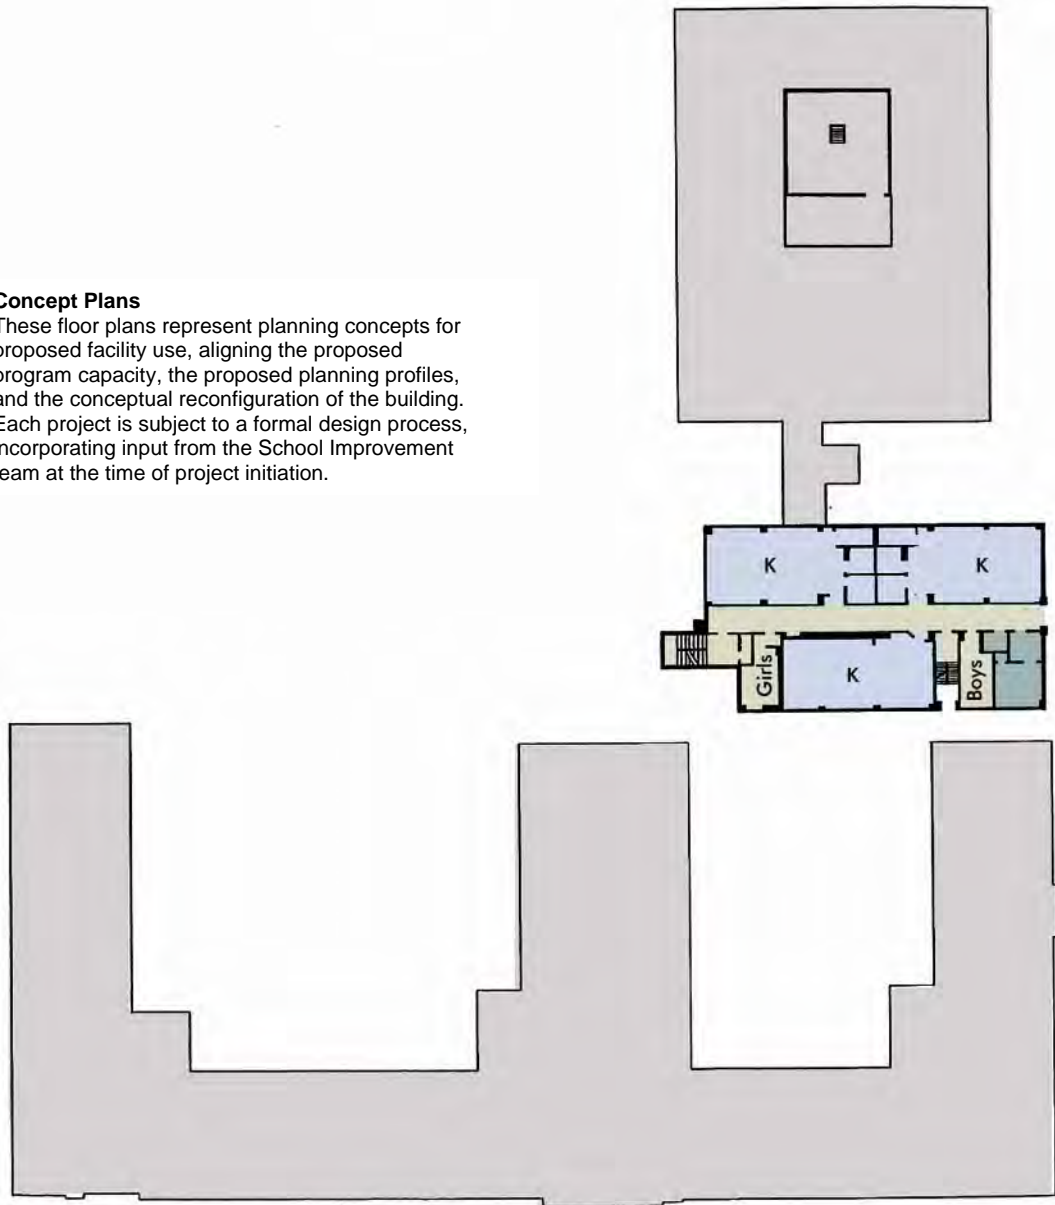 Concept Plans
These floor plans represent planning concepts for
proposed facility use, aligning the proposed
program capacity, the proposed planning profiles,
and the conceptual reconfiguration of the building.
Each project is subject to a formal design process,
incorporating input from the School Improvement
team at the time of project initiation.
K
K
Girls
K
Boys